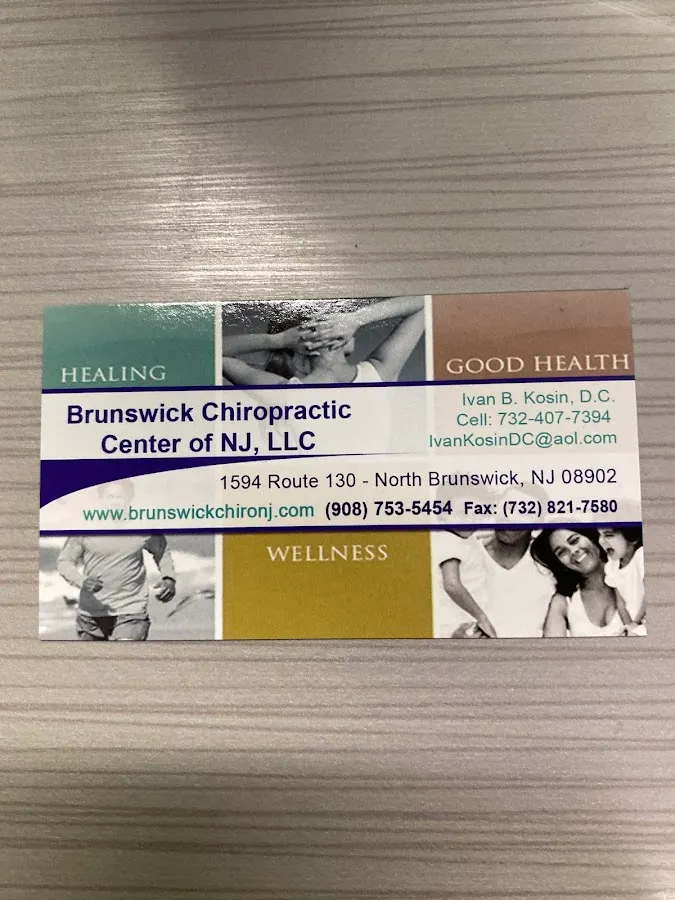 HEALING
GOOD HEALTH
Brunswick Chiropractic
Center of NJ, LLC
Ivan B. Kosin, D.C.
Cell: 732-407-7394
IvanKosinDC@aol.com
1594 Route 130 - North Brunswick, NJ 08902
www.brunswickchironj.com (908) 753-5454 Fax: (732) 821-7580
WELLNESS